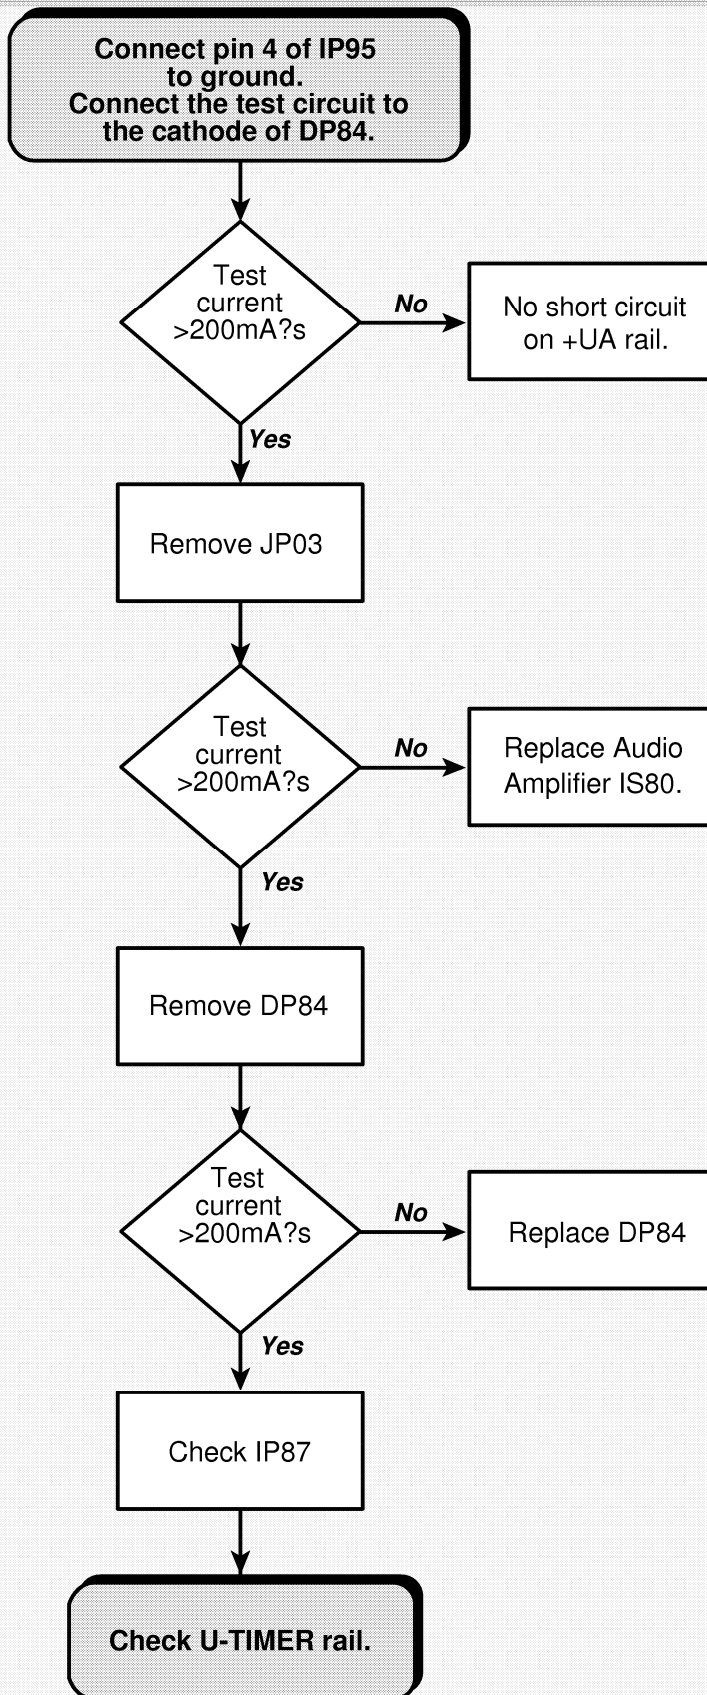 Connect pin 4 of IP95
to ground.
Connect the test circuit to
the cathode of DP84.
Test
current
>200mA?s
No
No short circuit
on +UA rail.
Yes
Remove JP03
Test
current
>200mA?s
No
Replace Audio
Amplifier IS80.
Yes
Remove DP84
Test
current
>200mA?s
No
Replace DP84
Yes
Check IP87
Check U-TIMER rail.